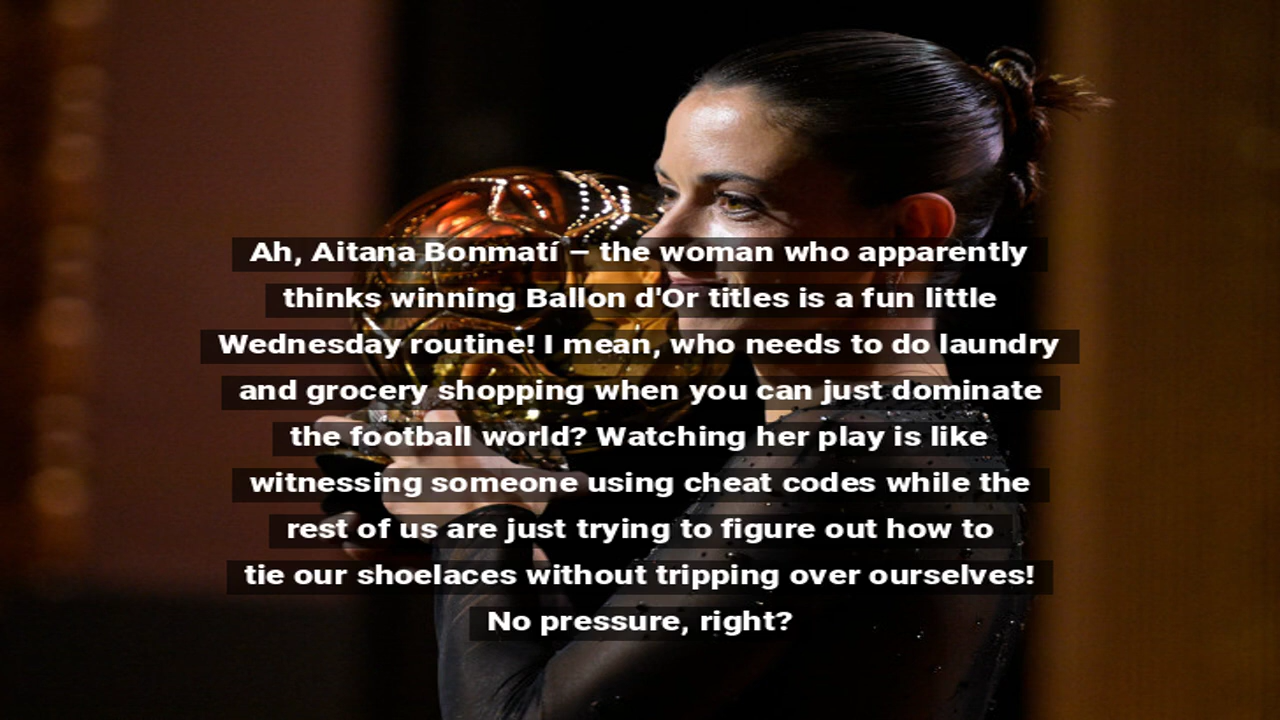 Ah, Aitana Bonmatí – the woman who apparently
thinks winning Ballon d'Or titles is a fun little
Wednesday routine! I mean, who needs to do laundry
and grocery shopping when you can just dominate
the football world? Watching her play is like
witnessing someone using cheat codes while the
rest of us are just trying to figure out how to
tie our shoelaces without tripping over ourselves!
No pressure, right?